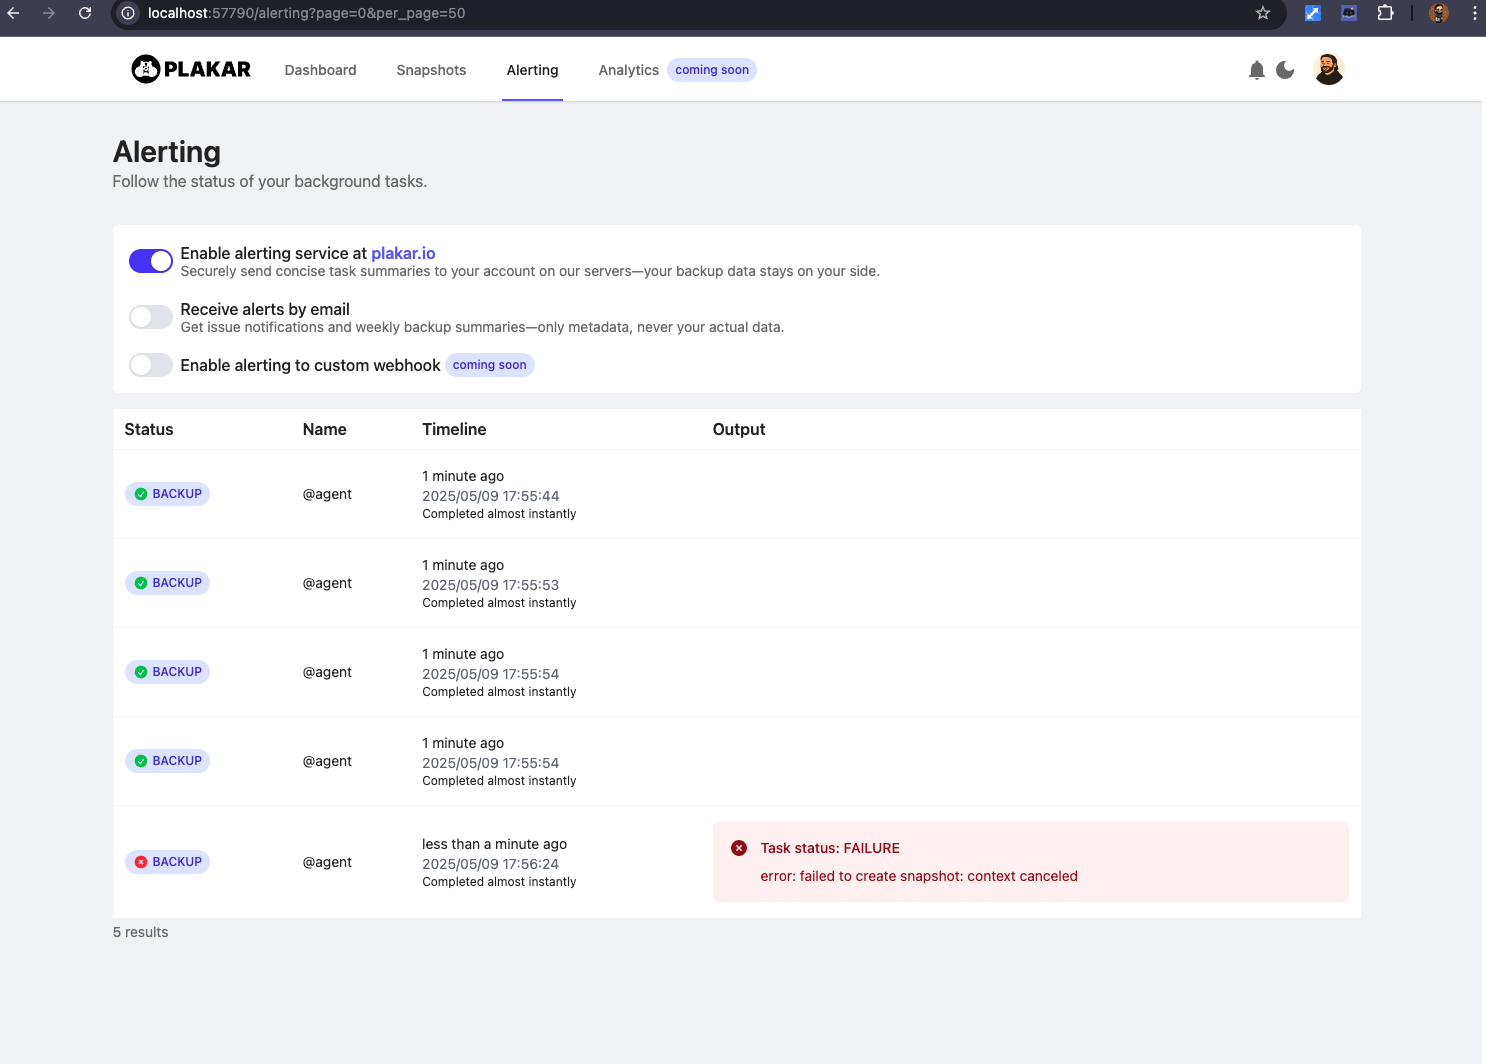 localhost:57790/alerting?page=0&per_page=50
PLAKAR
Dashboard
Snapshots
Alerting
Analytics
coming soon
Alerting
Follow the status of your background tasks.
Enable alerting service at plakar.io
Securely send concise task summaries to your account on our servers—your backup data stays on your side.
Receive alerts by email
Get issue notifications and weekly backup summaries—only metadata, never your actual data.
Enable alerting to custom webhook coming soon
Status Name Timeline Output
BACKUP
@agent
1 minute ago
2025/05/09 17:55:44
Completed almost instantly
BACKUP
@agent
1 minute ago
2025/05/09 17:55:53
Completed almost instantly
BACKUP
@agent
1 minute ago
2025/05/09 17:55:54
Completed almost instantly
BACKUP
@agent
1 minute ago
2025/05/09 17:55:54
Completed almost instantly
BACKUP
@agent
less than a minute ago
2025/05/09 17:56:24
Completed almost instantly
Task status: FAILURE
error: failed to create snapshot: context canceled
5 results